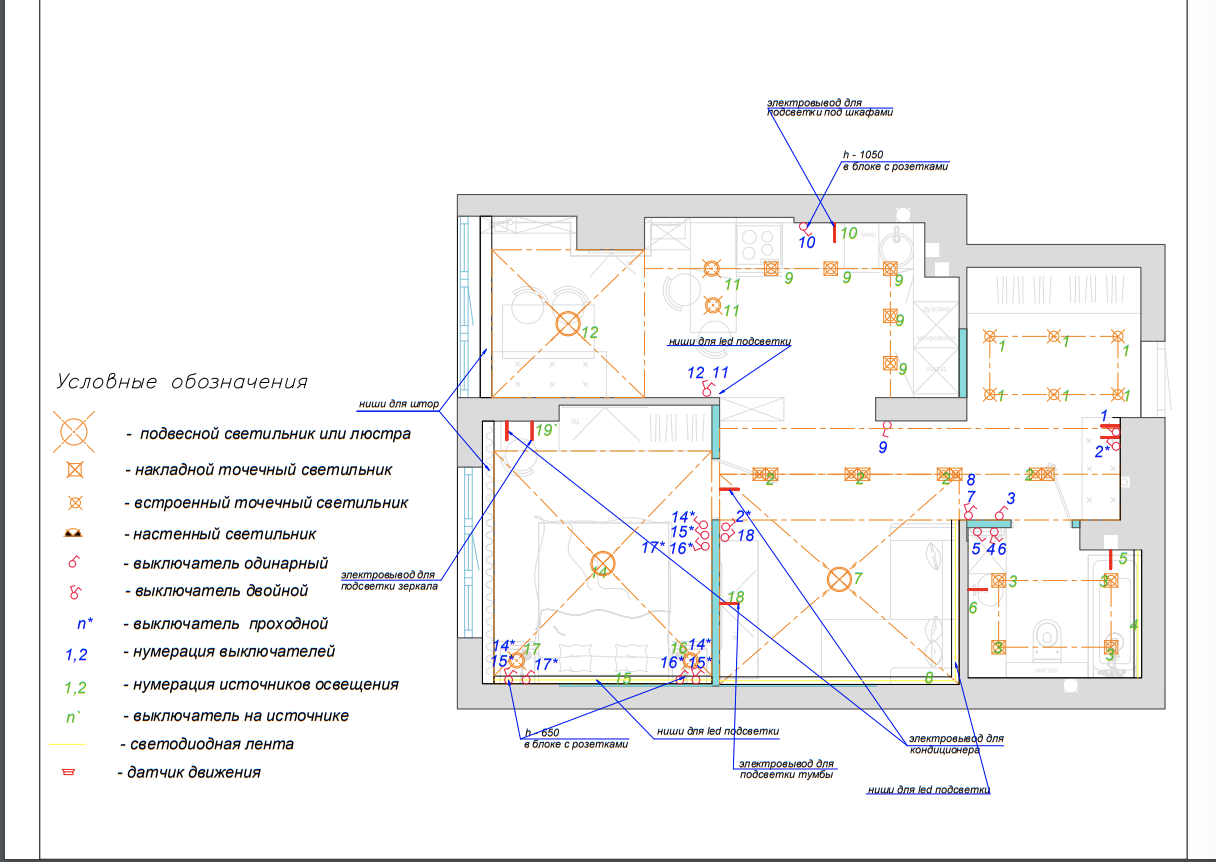 электровывод для
подсветки под шкафами
h - 1050
в блоке с розетками
10
10
11
9
9
9
12
11
9
ниши для led подсветки
1
1
1
9
12 11
Условные обозначения
ниши для штор
1
1
1
- подвесной светильник или люстра
19`
1
9
2*
- накладной точечный светильник
2
2
2
8
2
- встроенный точечный светильник
7
3
14*
2*
- настенный светильник
15*
18
17* 16*
5
4
6
- выключатель одинарный
5
электровывод для
подсветки зеркала
14
7
3
3
- выключатель двойной
18
6
n*
- выключатель проходной
4
1,2
- нумерация выключателей
14*
17
16
14*
3
3
15*
17*
16*
15*
1,2
- нумерация источников освещения
15
8
n`
- выключатель на источнике
h - 650
в блоке с розетками
ниши для led подсветки
электровывод для
кондиционера
- светодиодная лента
электровывод для
подсветки тумбы
- датчик движения
ниши для led подсветки